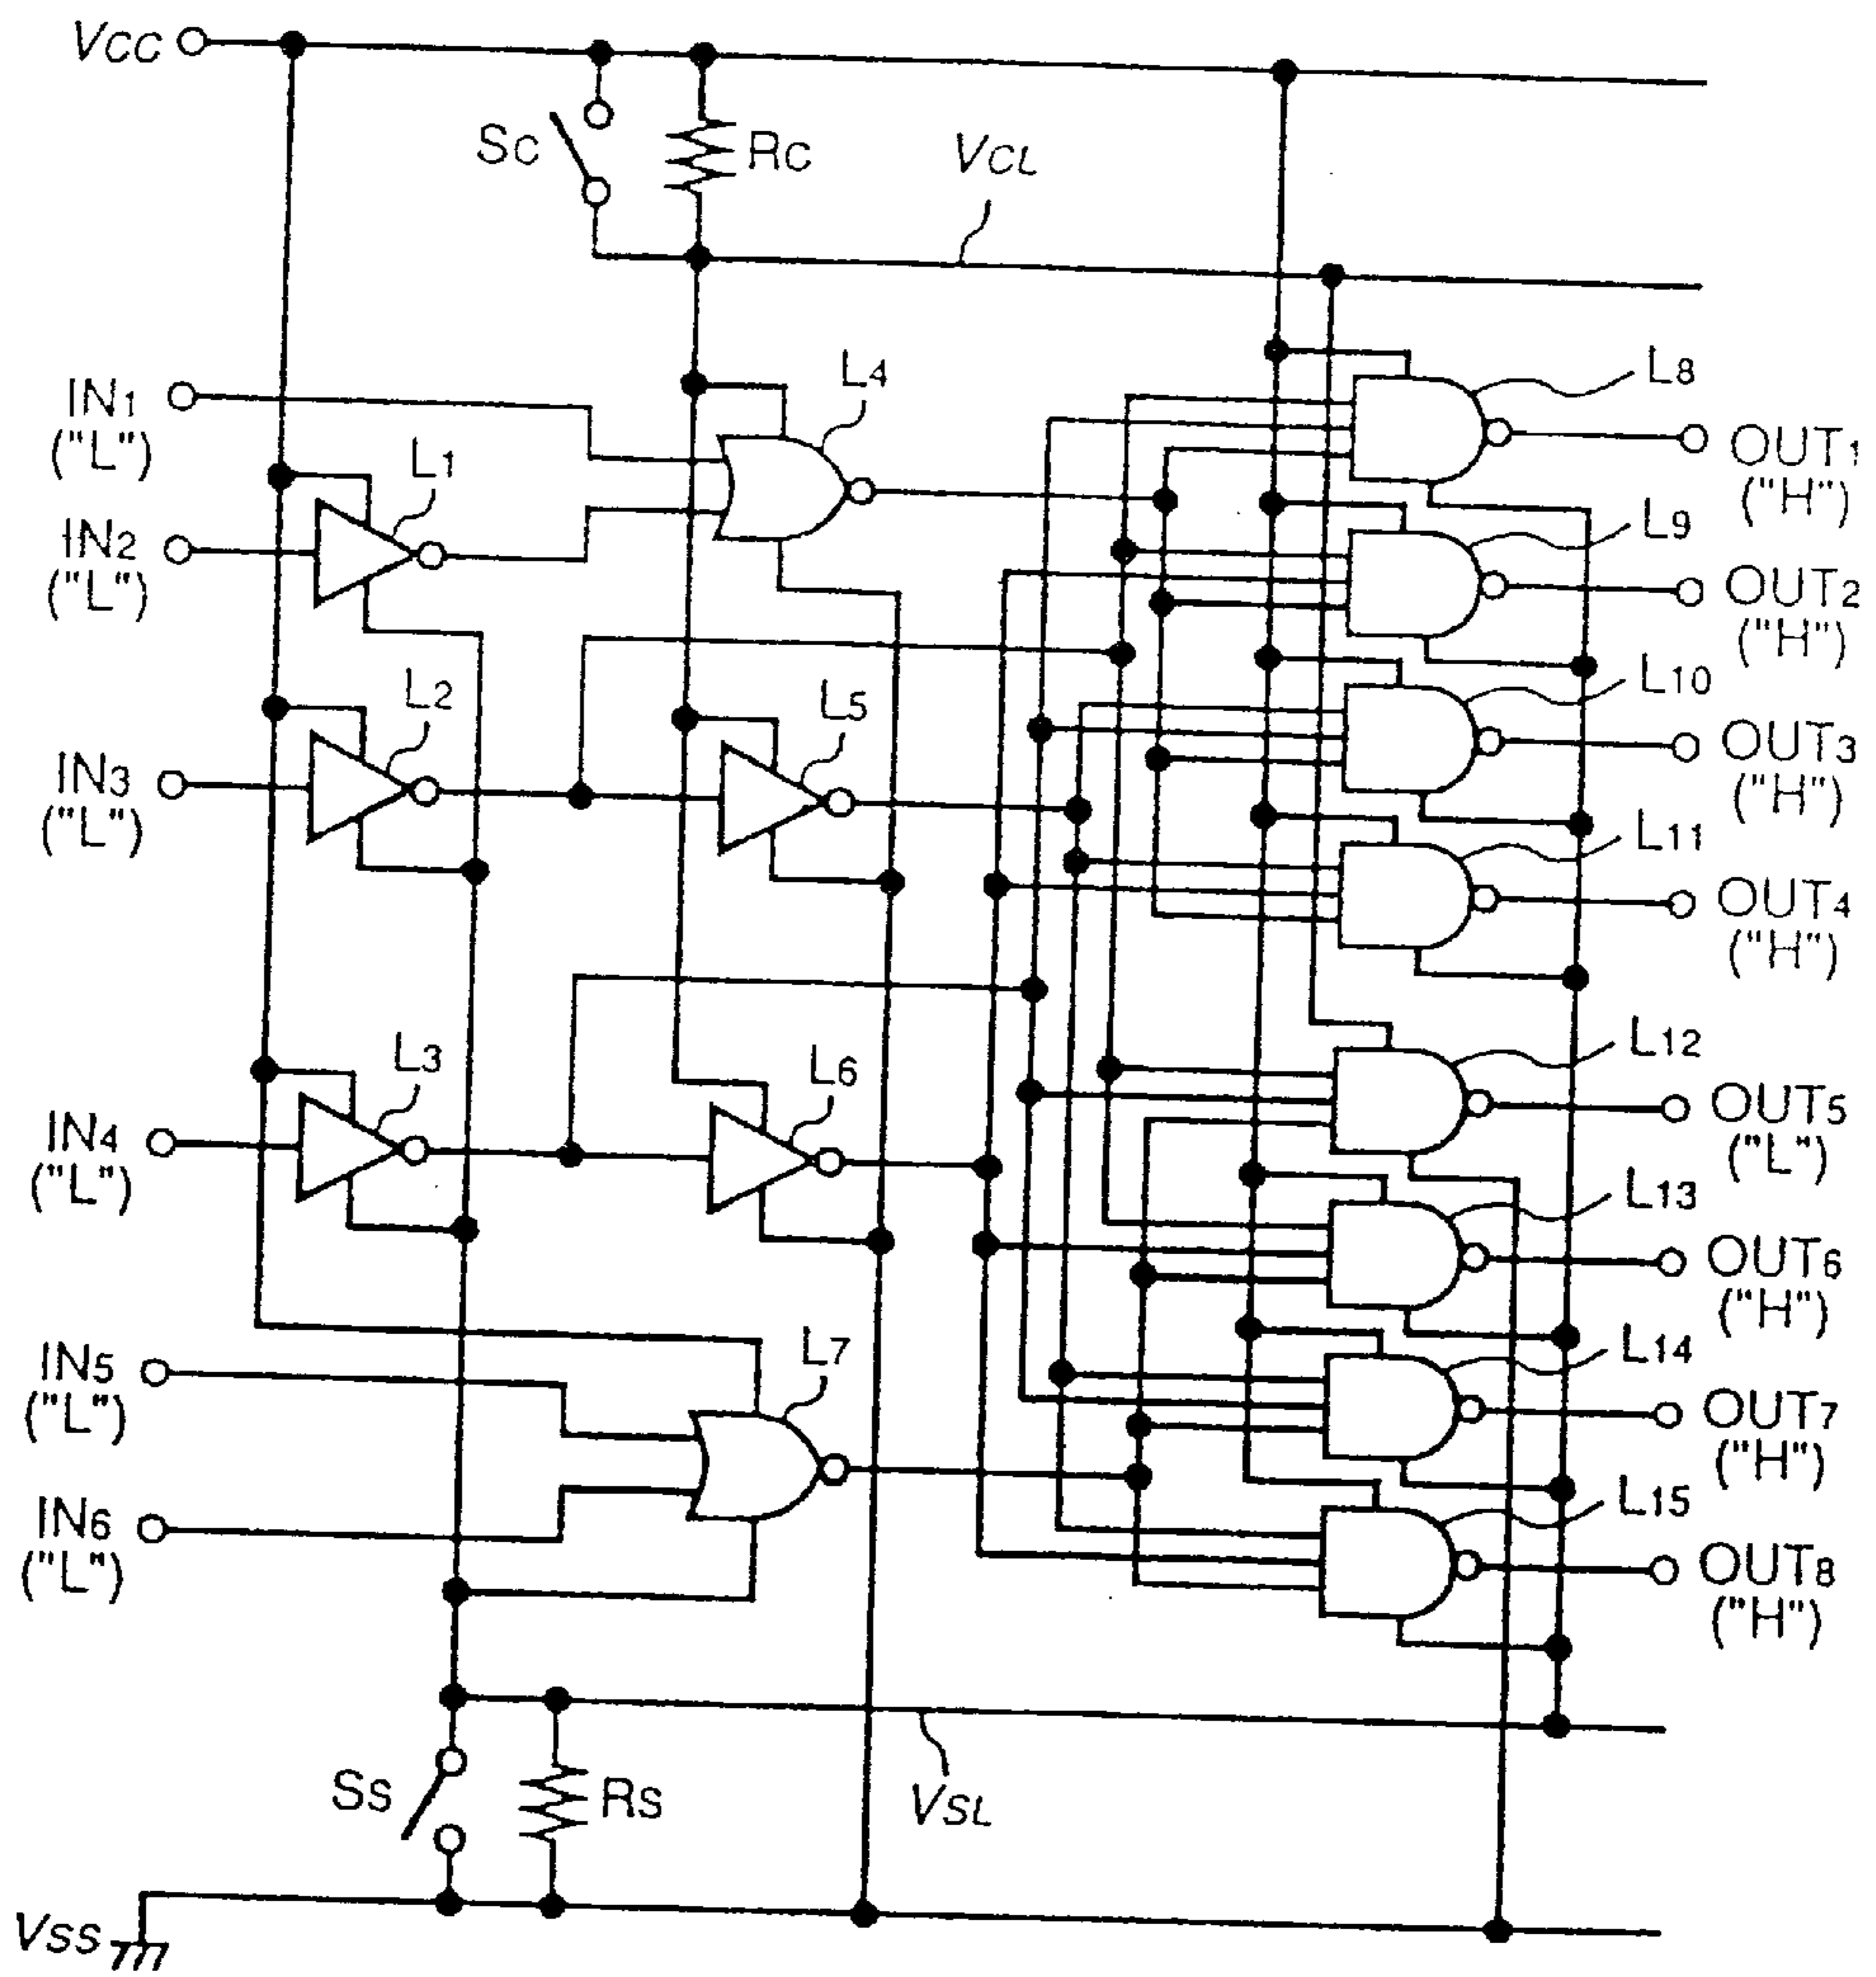 VCC
SC
RC
VCL
IN1
("L")
L4
L8
OUT1
("H")
L1
IN2
("L")
L9
OUT2
("H")
L2
L5
L10
IN3
("L")
OUT3
("H")
L11
OUT4
("H")
L3
L6
L12
IN4
("L")
OUT5
("L")
L13
OUT6
("H")
IN5
("L")
L7
L14
OUT7
("H")
IN6
("L")
L15
OUT8
("H")
SS
RS
VSL
VSS